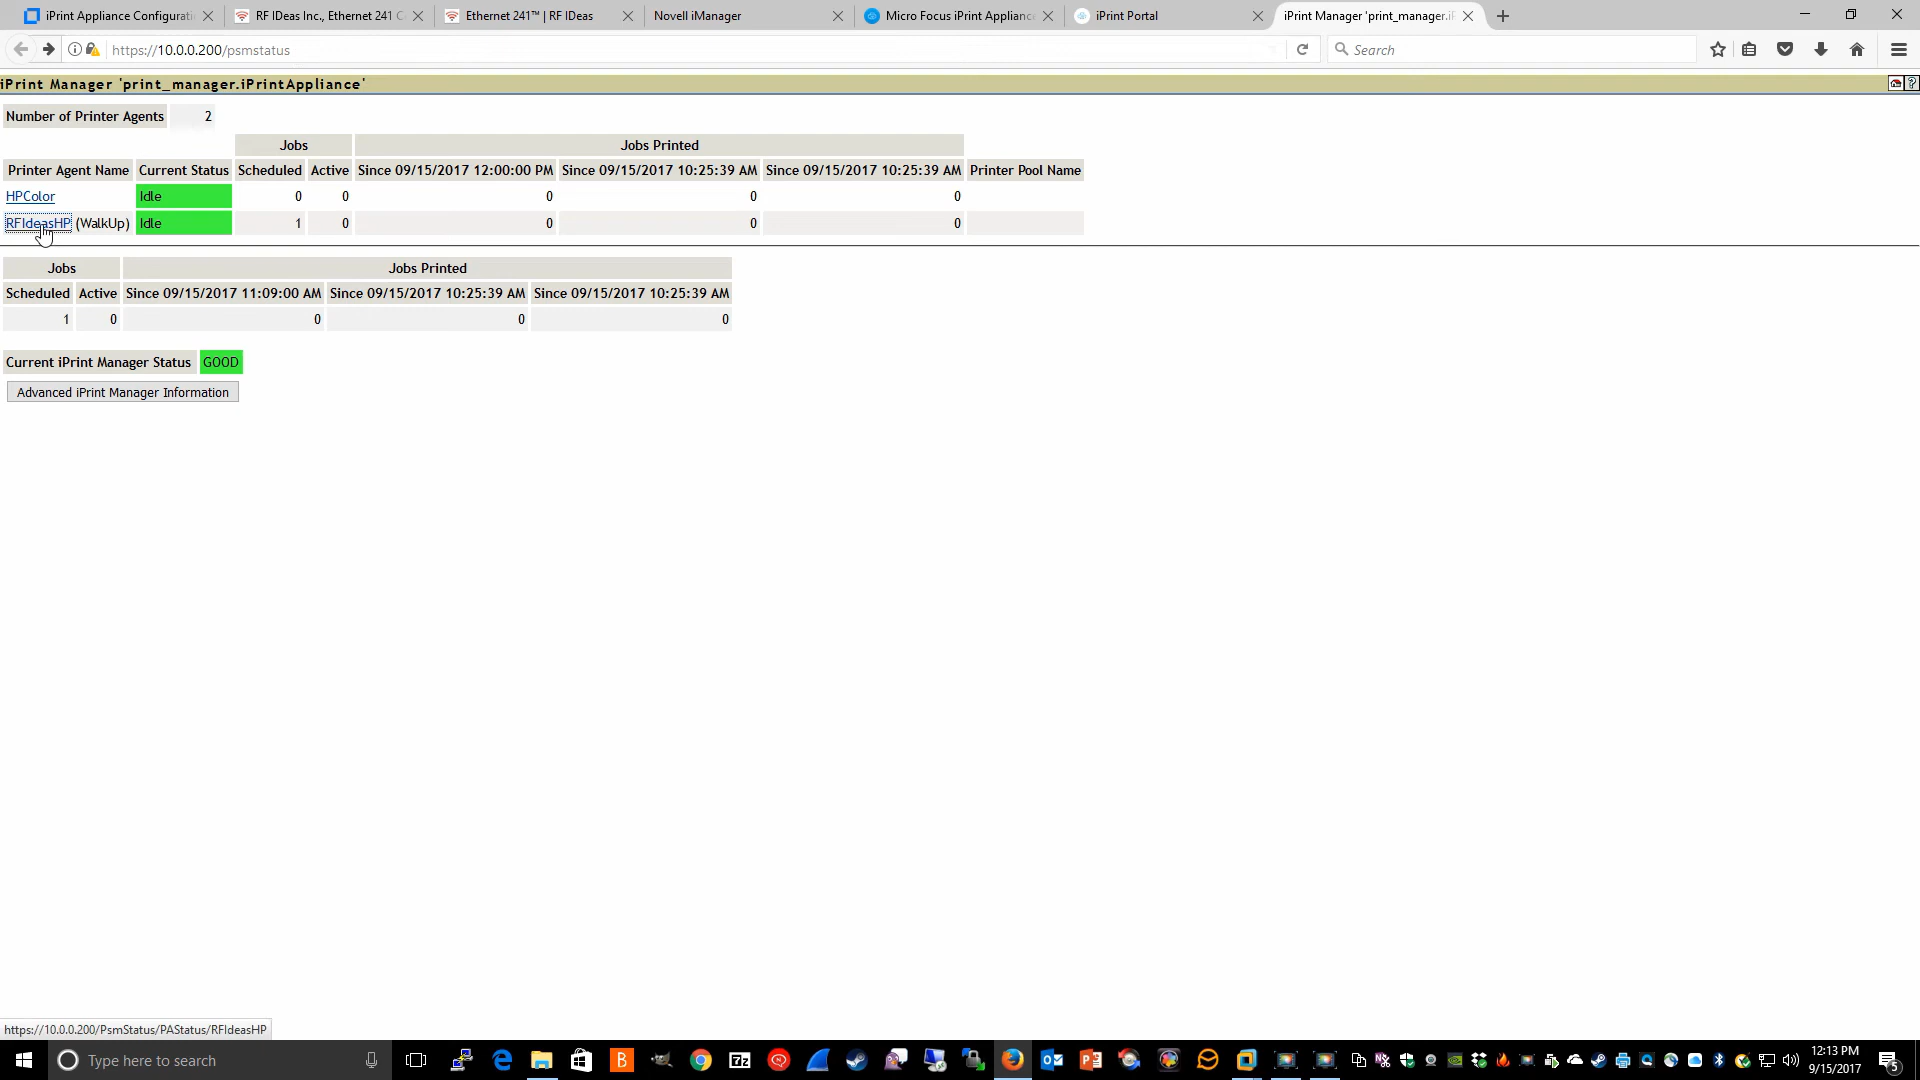 iPrint Appliance Configurati
RF IDeas Inc., Ethernet 241 C
Ethernet 241™ | RF IDeas
Novell iManager
Micro Focus iPrint Appliance
iPrint Portal
iPrint Manager 'print_manager.iP
https://10.0.0.200/psmstatus
Search
iPrint Manager 'print_manager.iPrintAppliance'
Number of Printer Agents 2
Jobs Jobs Printed
Printer Agent Name Current Status Scheduled Active Since 09/15/2017 12:00:00 PM Since 09/15/2017 10:25:39 AM Since 09/15/2017 10:25:39 AM Printer Pool Name
HPColor Idle 0 0 0 0 0
RFIdeasHP (WalkUp) Idle 1 0 0 0 0
Jobs Jobs Printed
Scheduled Active Since 09/15/2017 11:09:00 AM Since 09/15/2017 10:25:39 AM Since 09/15/2017 10:25:39 AM
1 0 0 0 0
Current iPrint Manager Status GOOD
Advanced iPrint Manager Information
https://10.0.0.200/PsmStatus/PAStatus/RFIdeasHP
Type here to search
7z
12:13 PM
9/15/2017
5